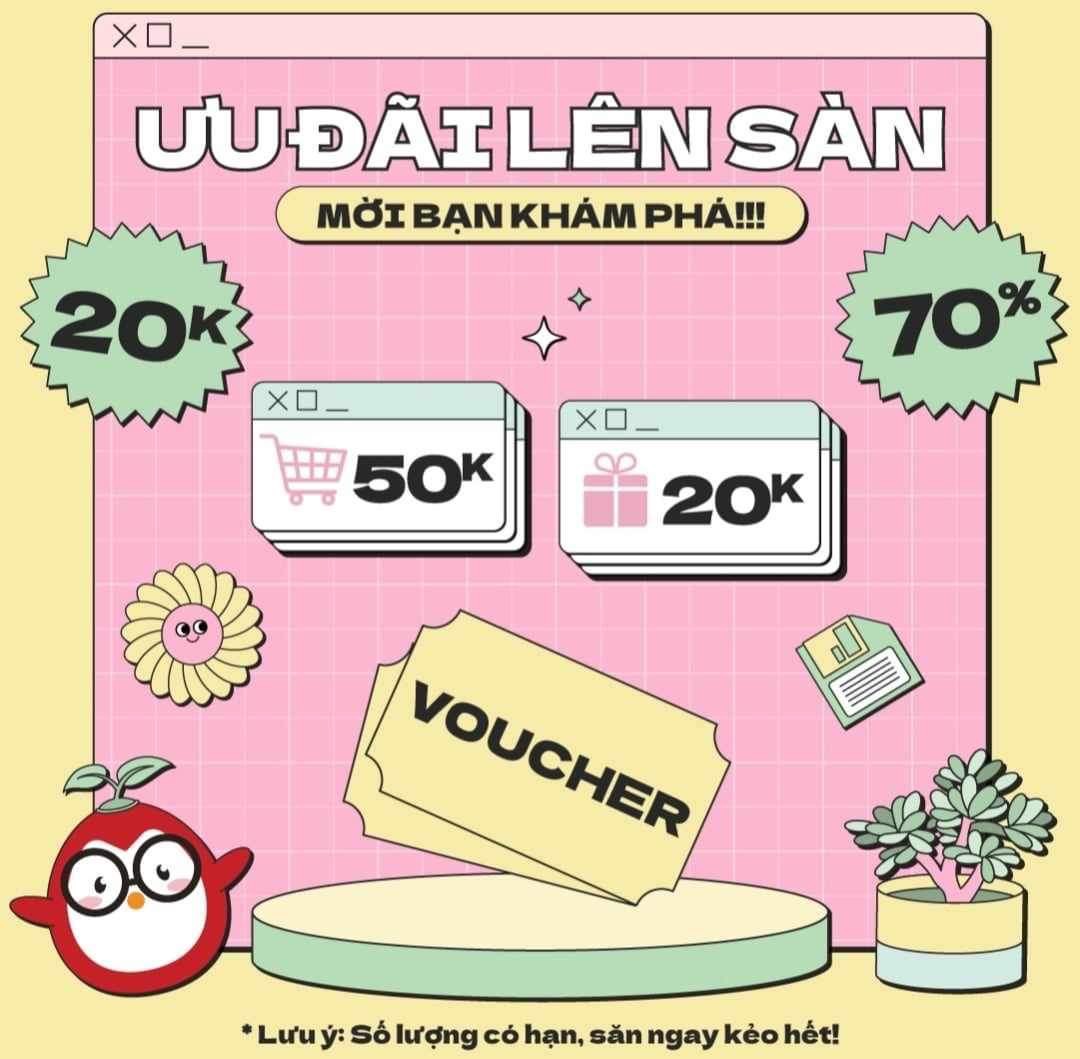 ƯU ĐÃI LÊN SÀN
MỜI BẠN KHÁM PHÁ!!!
20K
70%
50K
20K
VOUCHER
* Lưu ý: Số lượng có hạn, săn ngay kẻo hết!